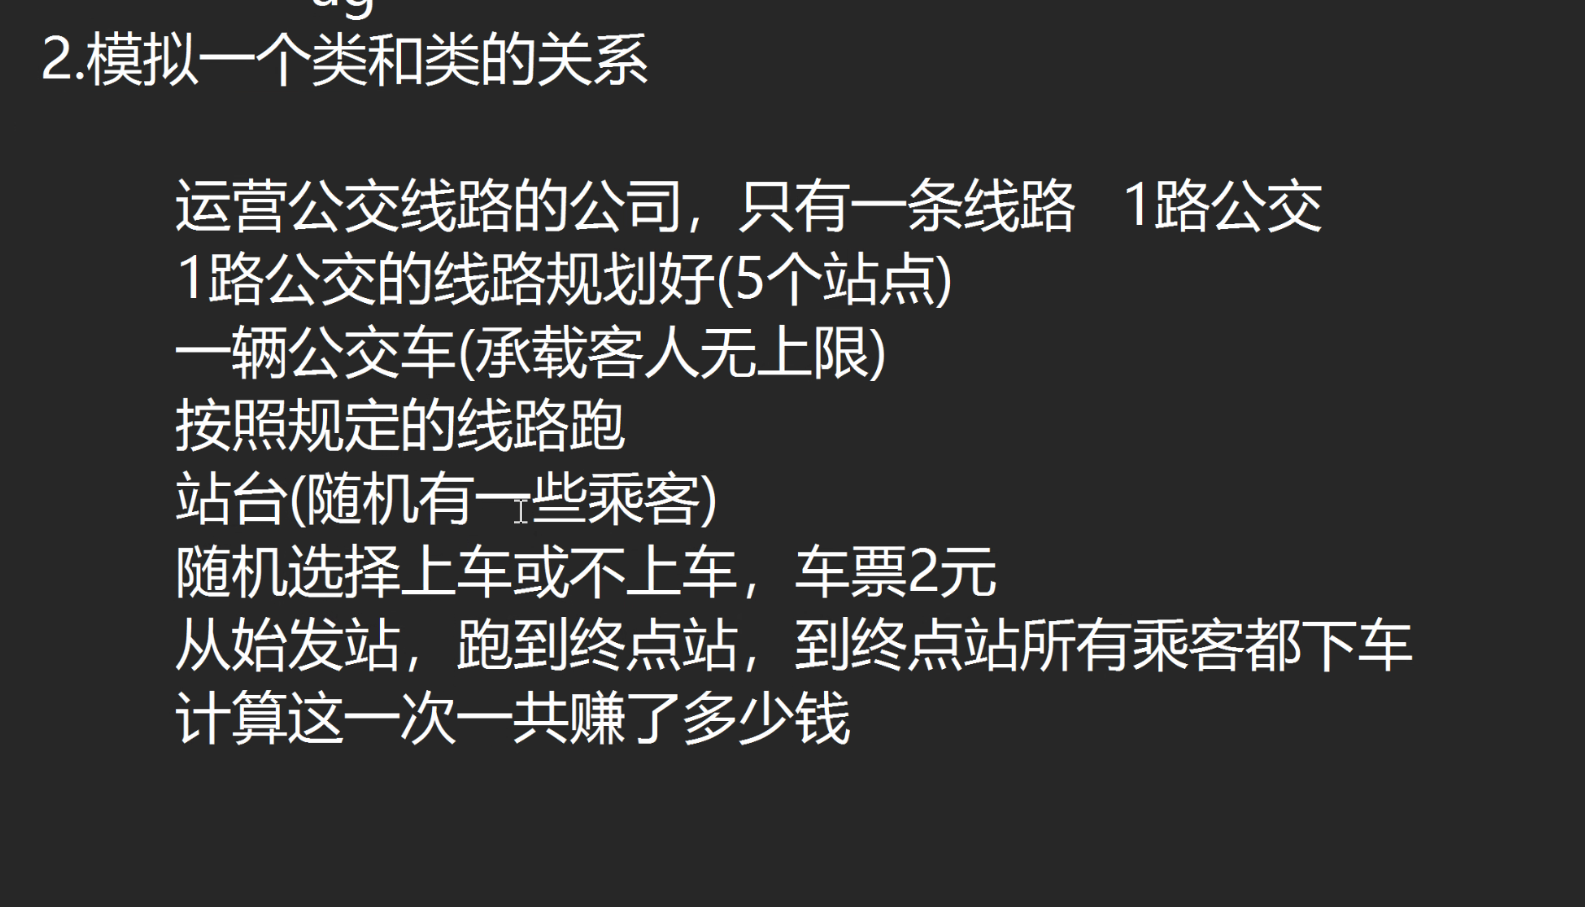 2.模拟一个类和类的关系
运营公交线路的公司，只有一条线路 1路公交
1路公交的线路规划好(5个站点)
一辆公交车(承载客人无上限)
按照规定的线路跑
站台(随机有一些乘客)
随机选择上车或不上车，车票2元
从始发站，跑到终点站，到终点站所有乘客都下车
计算这一次一共赚了多少钱